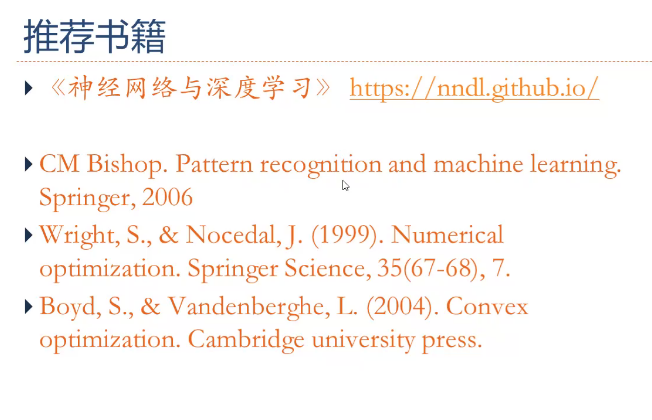 推荐书籍
《神经网络与深度学习》 https://nndl.github.io/
CM Bishop. Pattern recognition and machine learning.
Springer, 2006
Wright, S., & Nocedal, J. (1999). Numerical
optimization. Springer Science, 35(67-68), 7.
Boyd, S., & Vandenberghe, L. (2004). Convex
optimization. Cambridge university press.